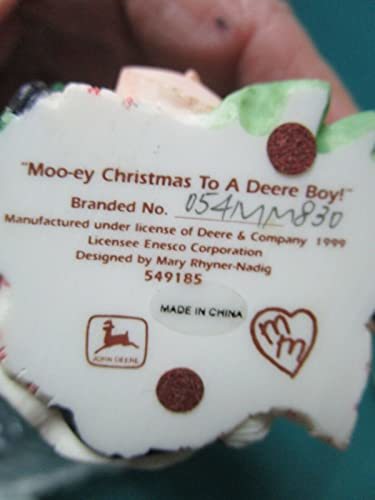 "Moo-ey Christmas To A Deere Boy!"
Branded No. 054MM830
Manufactured under license of Deere & Company 1999
Licensee Enesco Corporation
Designed by Mary Rhyner-Nadig
549185
MADE IN CHINA
JOHN DEERE
mm